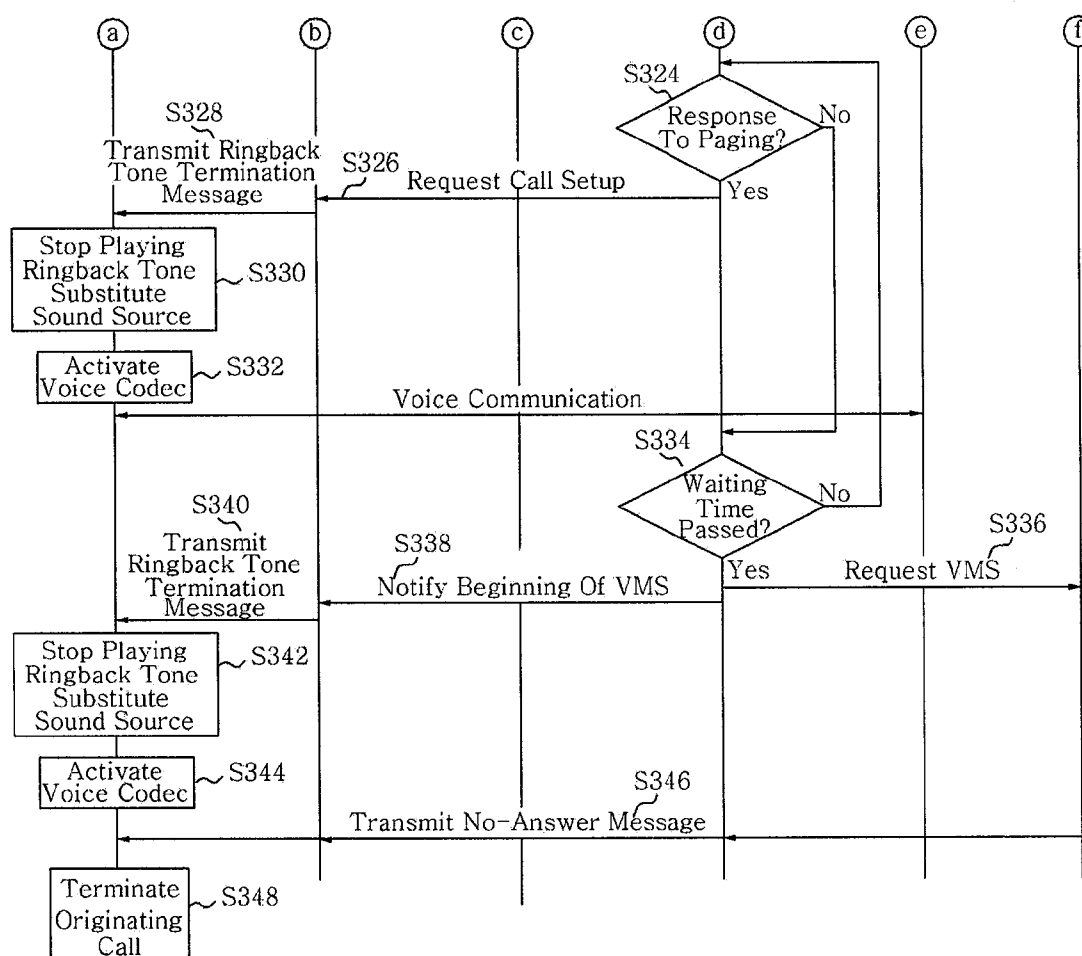 a b c d e f
S324
Response
To Paging?
No
Yes
S328
Transmit Ringback
Tone Termination
Message
S326
Request Call Setup
Stop Playing
Ringback Tone
Substitute
Sound Source
S330
Activate
Voice Codec
S332
Voice Communication
S334
Waiting
Time
Passed?
No
Yes
S336
Request VMS
S338
Notify Beginning Of VMS
S340
Transmit
Ringback Tone
Termination
Message
Stop Playing
Ringback Tone
Substitute
Sound Source
S342
Activate
Voice Codec
S344
S346
Transmit No-Answer Message
Terminate
Originating
Call
S348